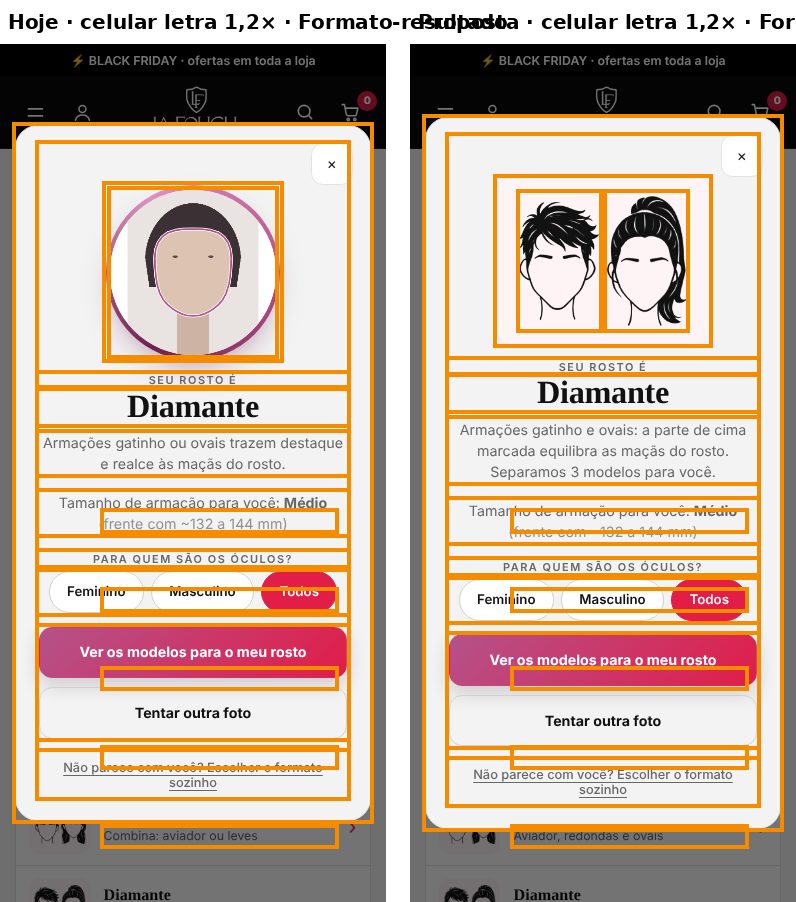 Hoje · celular letra 1,2× · Formato-resultado
Proposta · celular letra 1,2× · For
⚡ BLACK FRIDAY · ofertas em toda a loja
0
×
SEU ROSTO É
Diamante
Armações gatinho ou ovais trazem destaque
e realce às maçãs do rosto.
Tamanho de armação para você: Médio
(frente com ~132 a 144 mm)
PARA QUEM SÃO OS ÓCULOS?
Feminino Masculino Todos
Ver os modelos para o meu rosto
Tentar outra foto
Não parece com você? Escolher o formato
sozinho
Combina: aviador ou leves
Diamante
⚡ BLACK FRIDAY · ofertas em toda a loja
0
×
SEU ROSTO É
Diamante
Armações gatinho e ovais: a parte de cima
marcada equilibra as maçãs do rosto.
Separamos 3 modelos para você.
Tamanho de armação para você: Médio
(frente com ~132 a 144 mm)
PARA QUEM SÃO OS ÓCULOS?
Feminino Masculino Todos
Ver os modelos para o meu rosto
Tentar outra foto
Não parece com você? Escolher o formato
sozinho
Aviador, redondas e ovais
Diamante